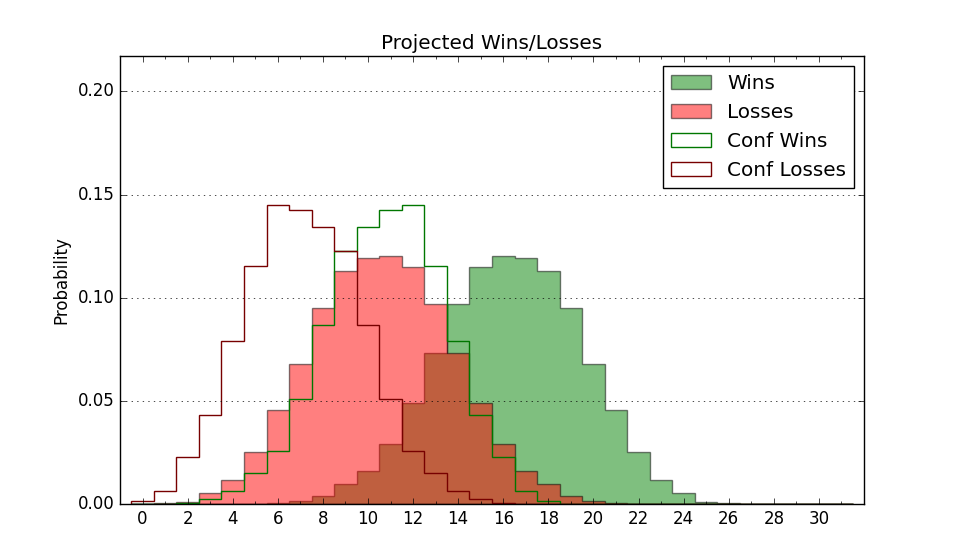 Projected Wins/Losses
Wins
Losses
Conf Wins
Conf Losses
Probability
0.20
0.15
0.10
0.05
0.00
0 2 4 6 8 10 12 14 16 18 20 22 24 26 28 30